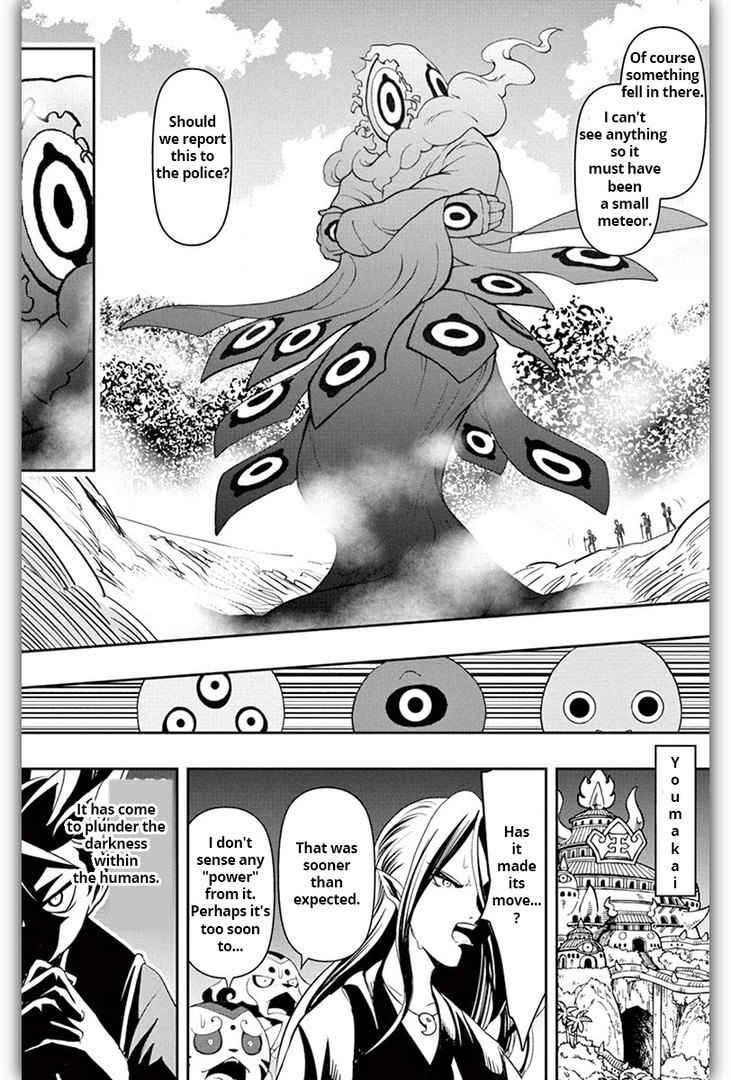 Of course
something
fell in there.
I can't
see anything
so it
must have
been
a small
meteor.
Should
we report
this to
the police?
Y
o
u
m
a
k
a
i
王
Has
it
made
its
move...
?
That was
sooner
than
expected.
I don't
sense any
"power"
from it.
Perhaps it's
too soon
to...
It has come
to plunder the
darkness
within
the humans.